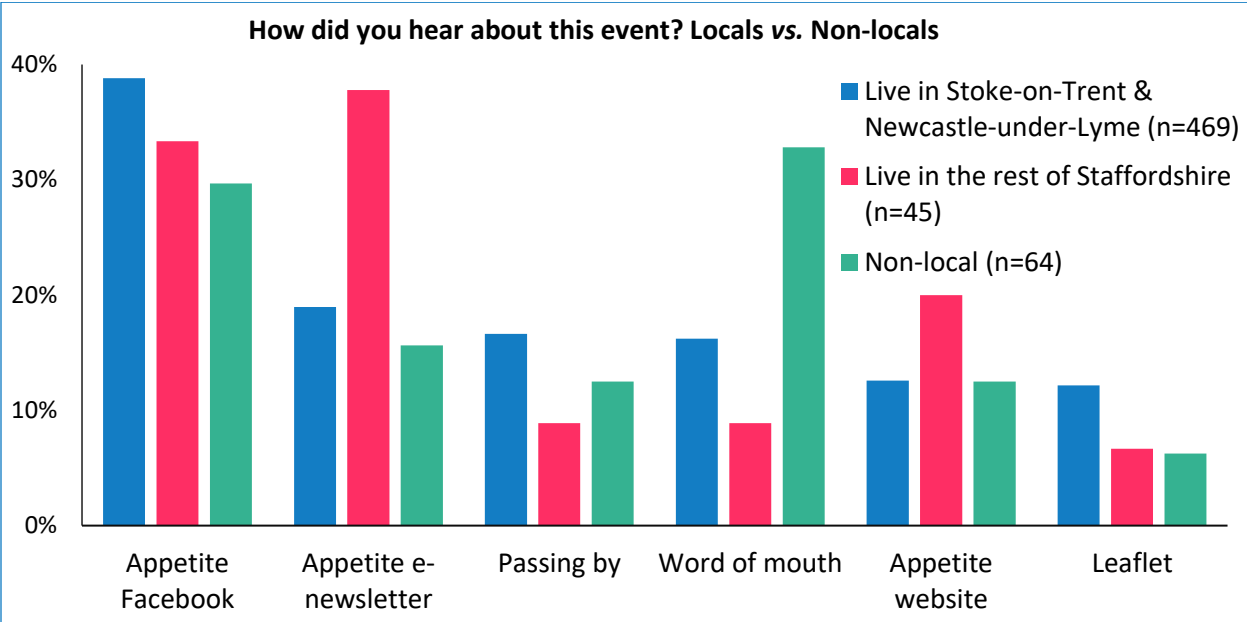 How did you hear about this event? Locals vs. Non-locals
40%
30%
20%
10%
0%
Live in Stoke-on-Trent &
Newcastle-under-Lyme (n=469)
Live in the rest of Staffordshire
(n=45)
Non-local (n=64)
Appetite
Facebook
Appetite e-
newsletter
Passing by
Word of mouth
Appetite
website
Leaflet